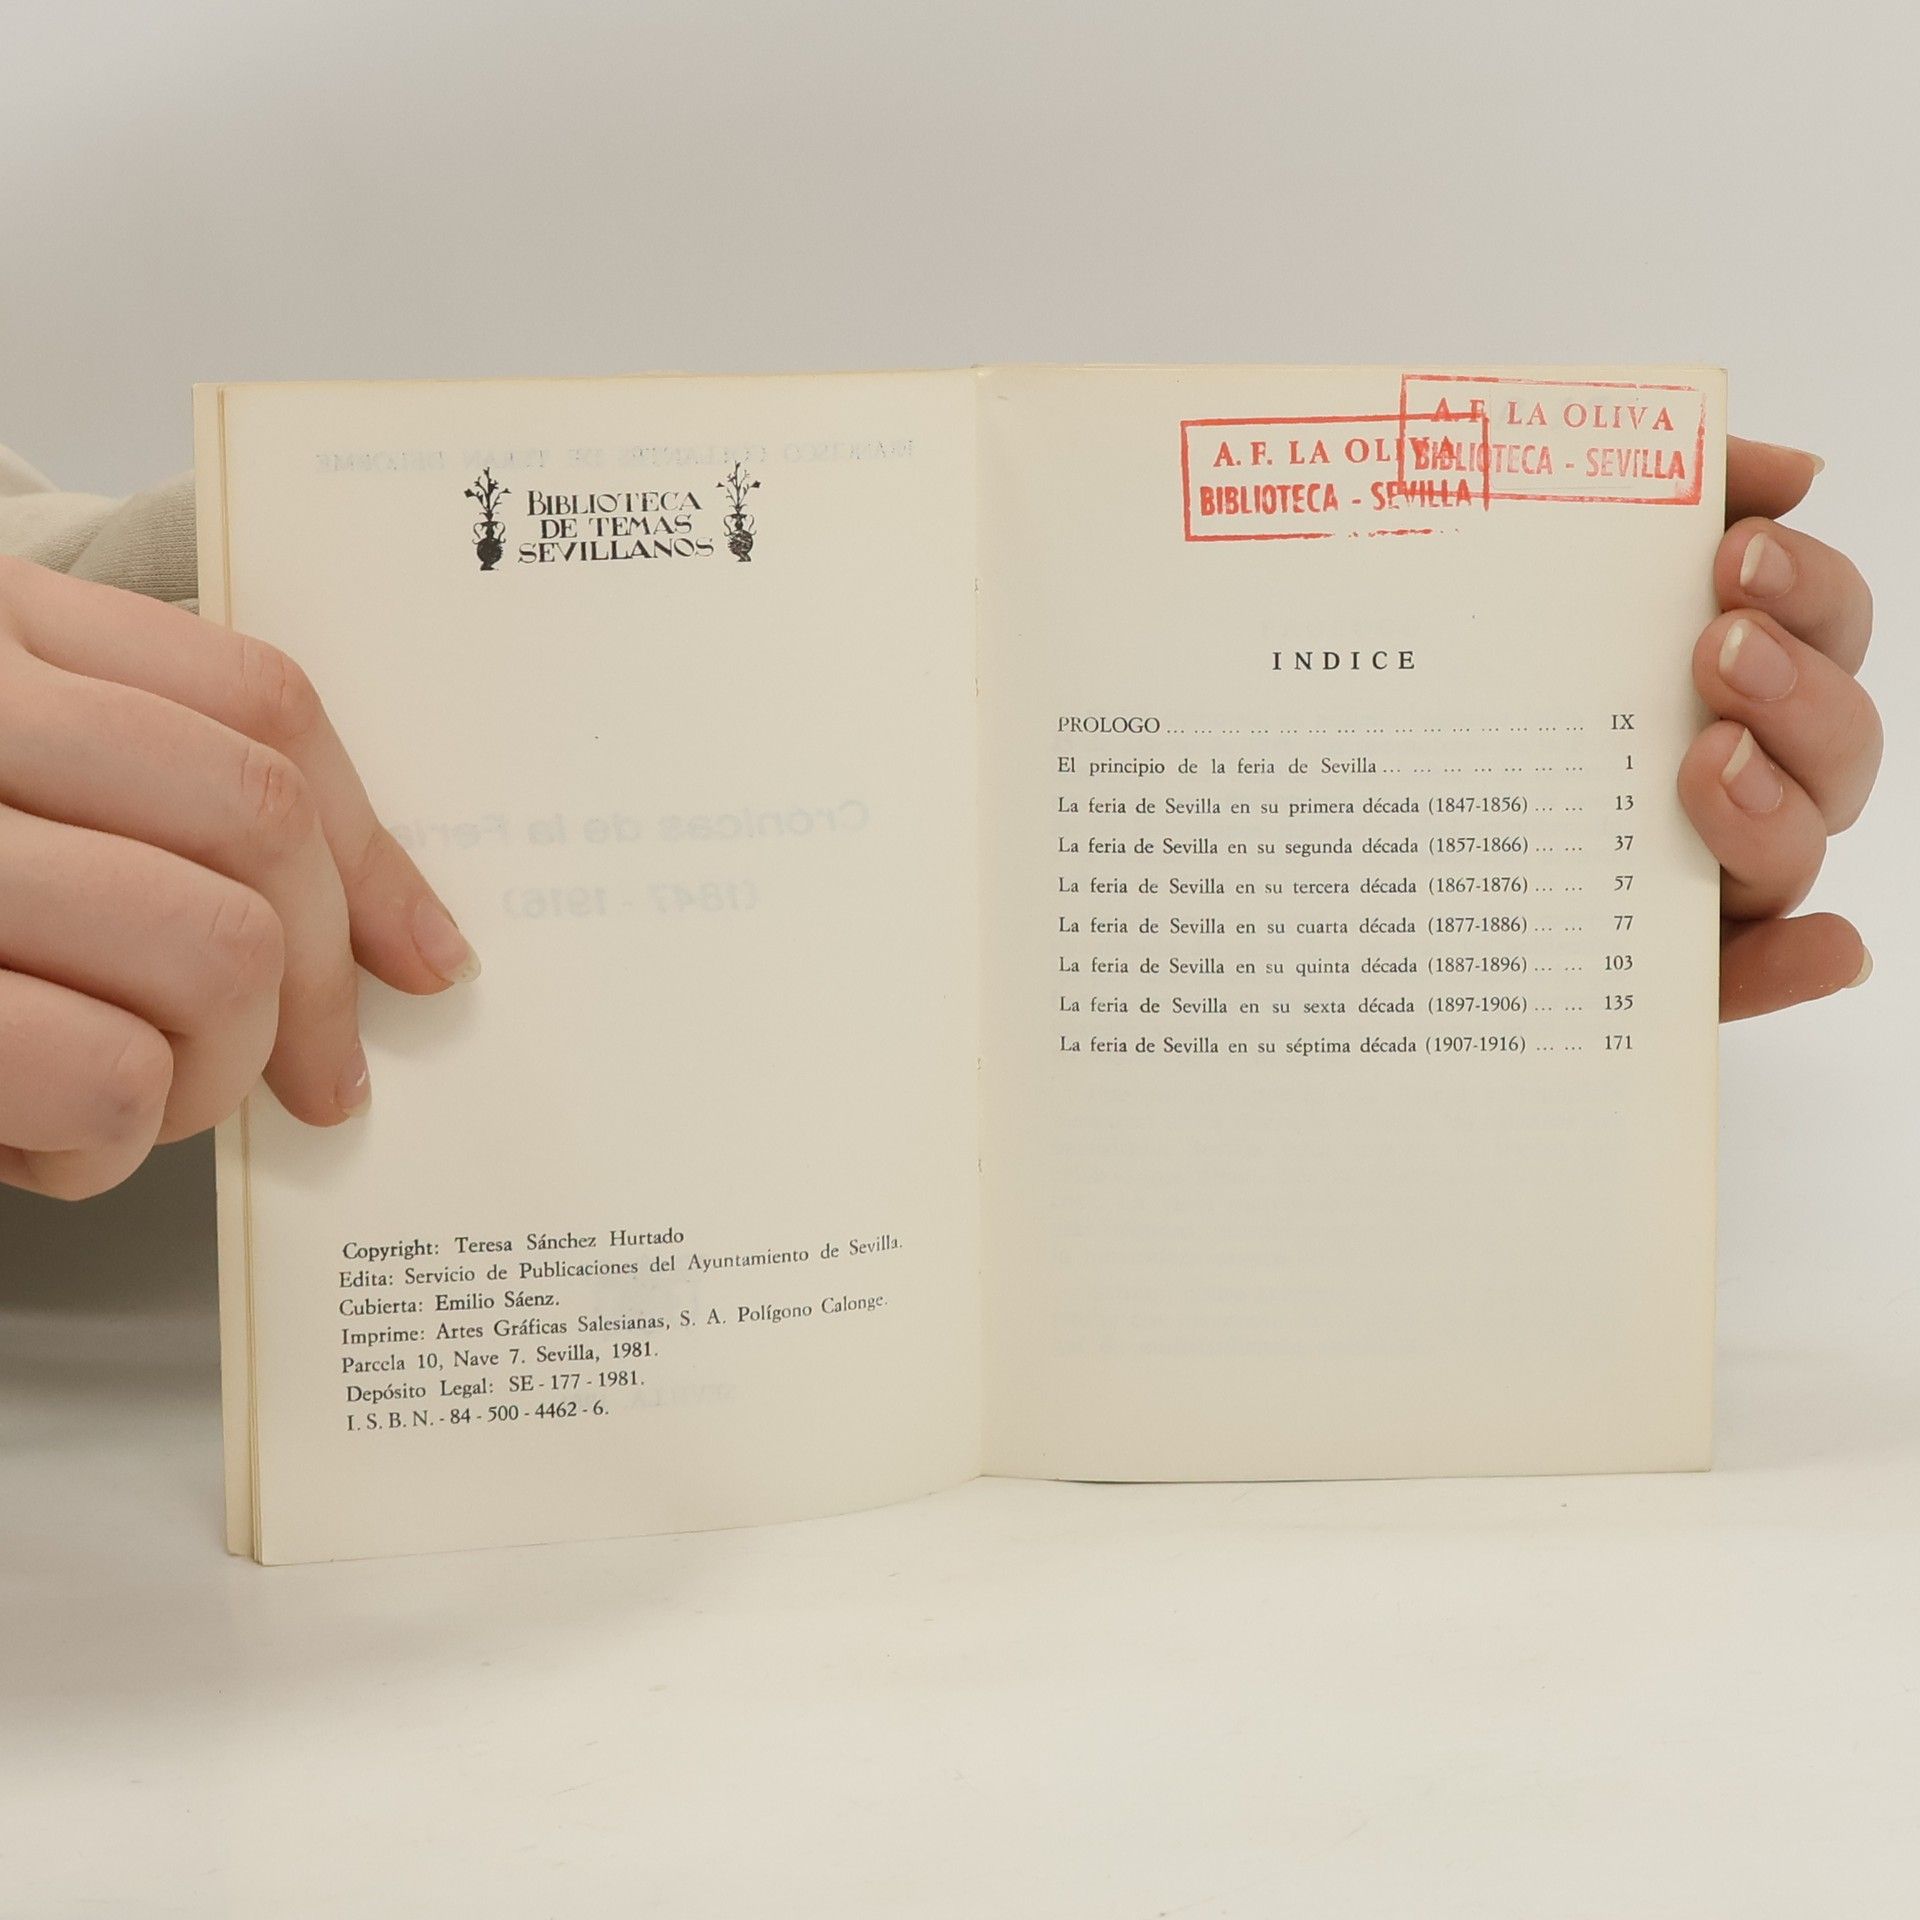 BIBLIOTECA
DE TEMAS
SEVILLANOS
Copyright: Teresa Sánchez Hurtado
Edita: Servicio de Publicaciones del Ayuntamiento de Sevilla.
Cubierta: Emilio Sáenz.
Imprime: Artes Gráficas Salesianas, S. A. Polígono Calonge.
Parcela 10, Nave 7. Sevilla, 1981.
Depósito Legal: SE - 177 - 1981.
I. S. B. N. - 84 - 500 - 4462 - 6.
A. F. LA OLIVA
BIBLIOTECA - SEVILLA
A. F. LA OLIVA
BIBLIOTECA - SEVILLA
INDICE
PROLOGO ... ... ... ... ... ... ... ... ... ... ... ... ... ... ... IX
El principio de la feria de Sevilla ... ... ... ... ... ... ... 1
La feria de Sevilla en su primera década (1847-1856) ... ... 13
La feria de Sevilla en su segunda década (1857-1866) ... ... 37
La feria de Sevilla en su tercera década (1867-1876) ... ... 57
La feria de Sevilla en su cuarta década (1877-1886) ... ... 77
La feria de Sevilla en su quinta década (1887-1896) ... ... 103
La feria de Sevilla en su sexta década (1897-1906) ... ... 135
La feria de Sevilla en su séptima década (1907-1916) ... ... 171